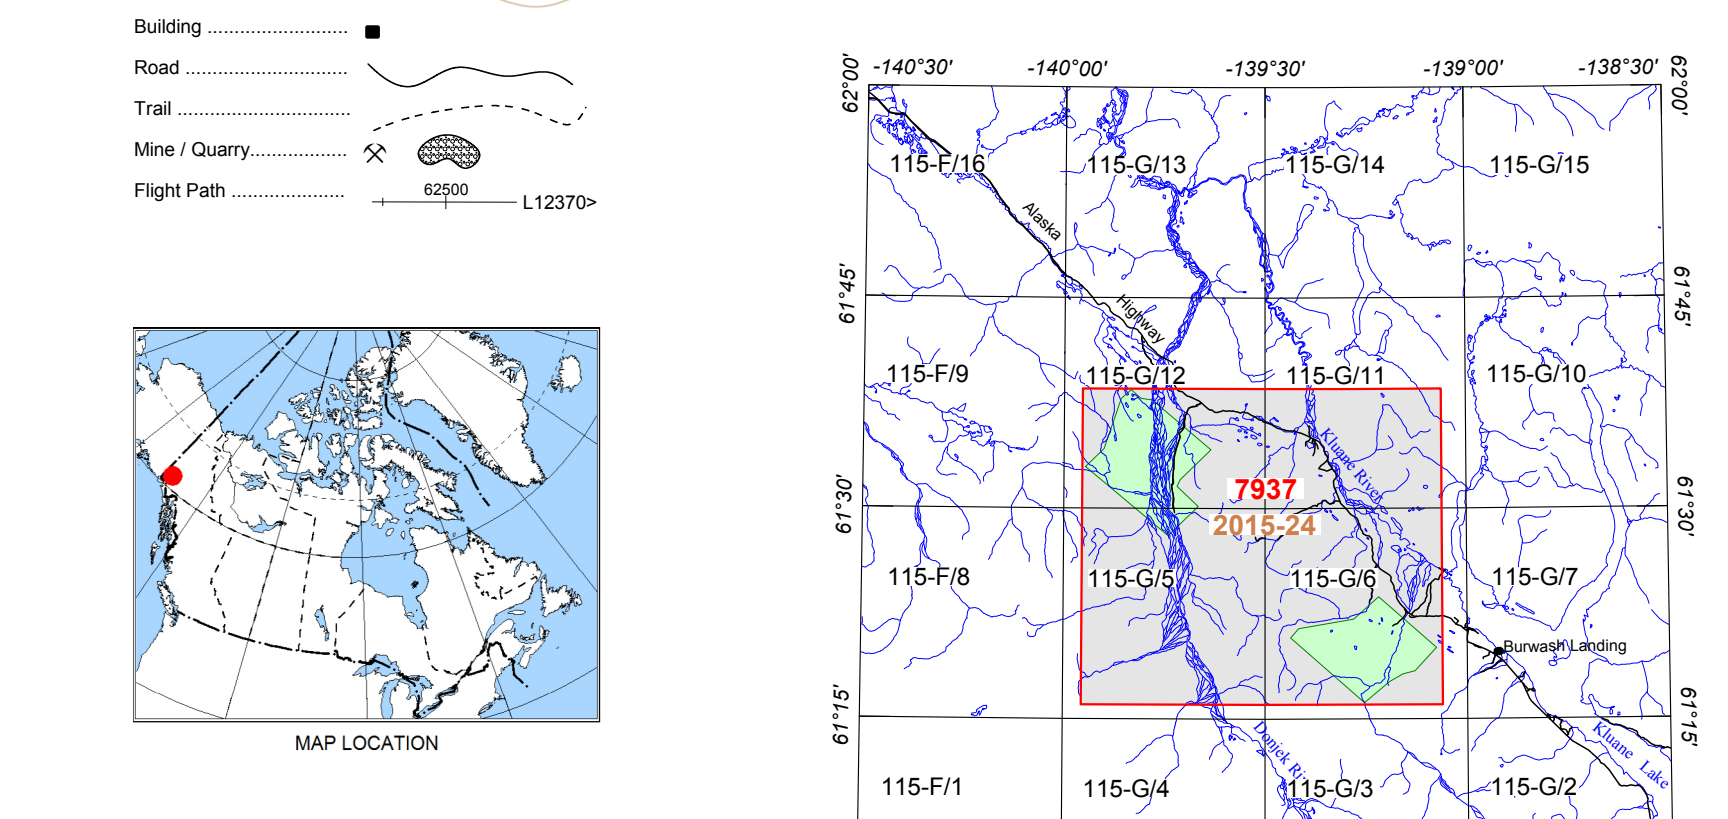 Building ..........................
Road ..............................
Trail ................................
Mine / Quarry..................
Flight Path .....................
62500
L12370>
MAP LOCATION
-140°30'
-140°00'
-139°30'
-139°00'
-138°30'
62°00'
62°00'
115-F/16
115-G/13
115-G/14
115-G/15
Alaska
Highway
61°45'
61°45'
115-F/9
115-G/12
115-G/11
115-G/10
Kluane River
7937
2015-24
61°30'
61°30'
115-F/8
115-G/5
115-G/6
115-G/7
Burwash Landing
61°15'
61°15'
Donjek Ri
Kluane Lake
115-F/1
115-G/4
115-G/3
115-G/2